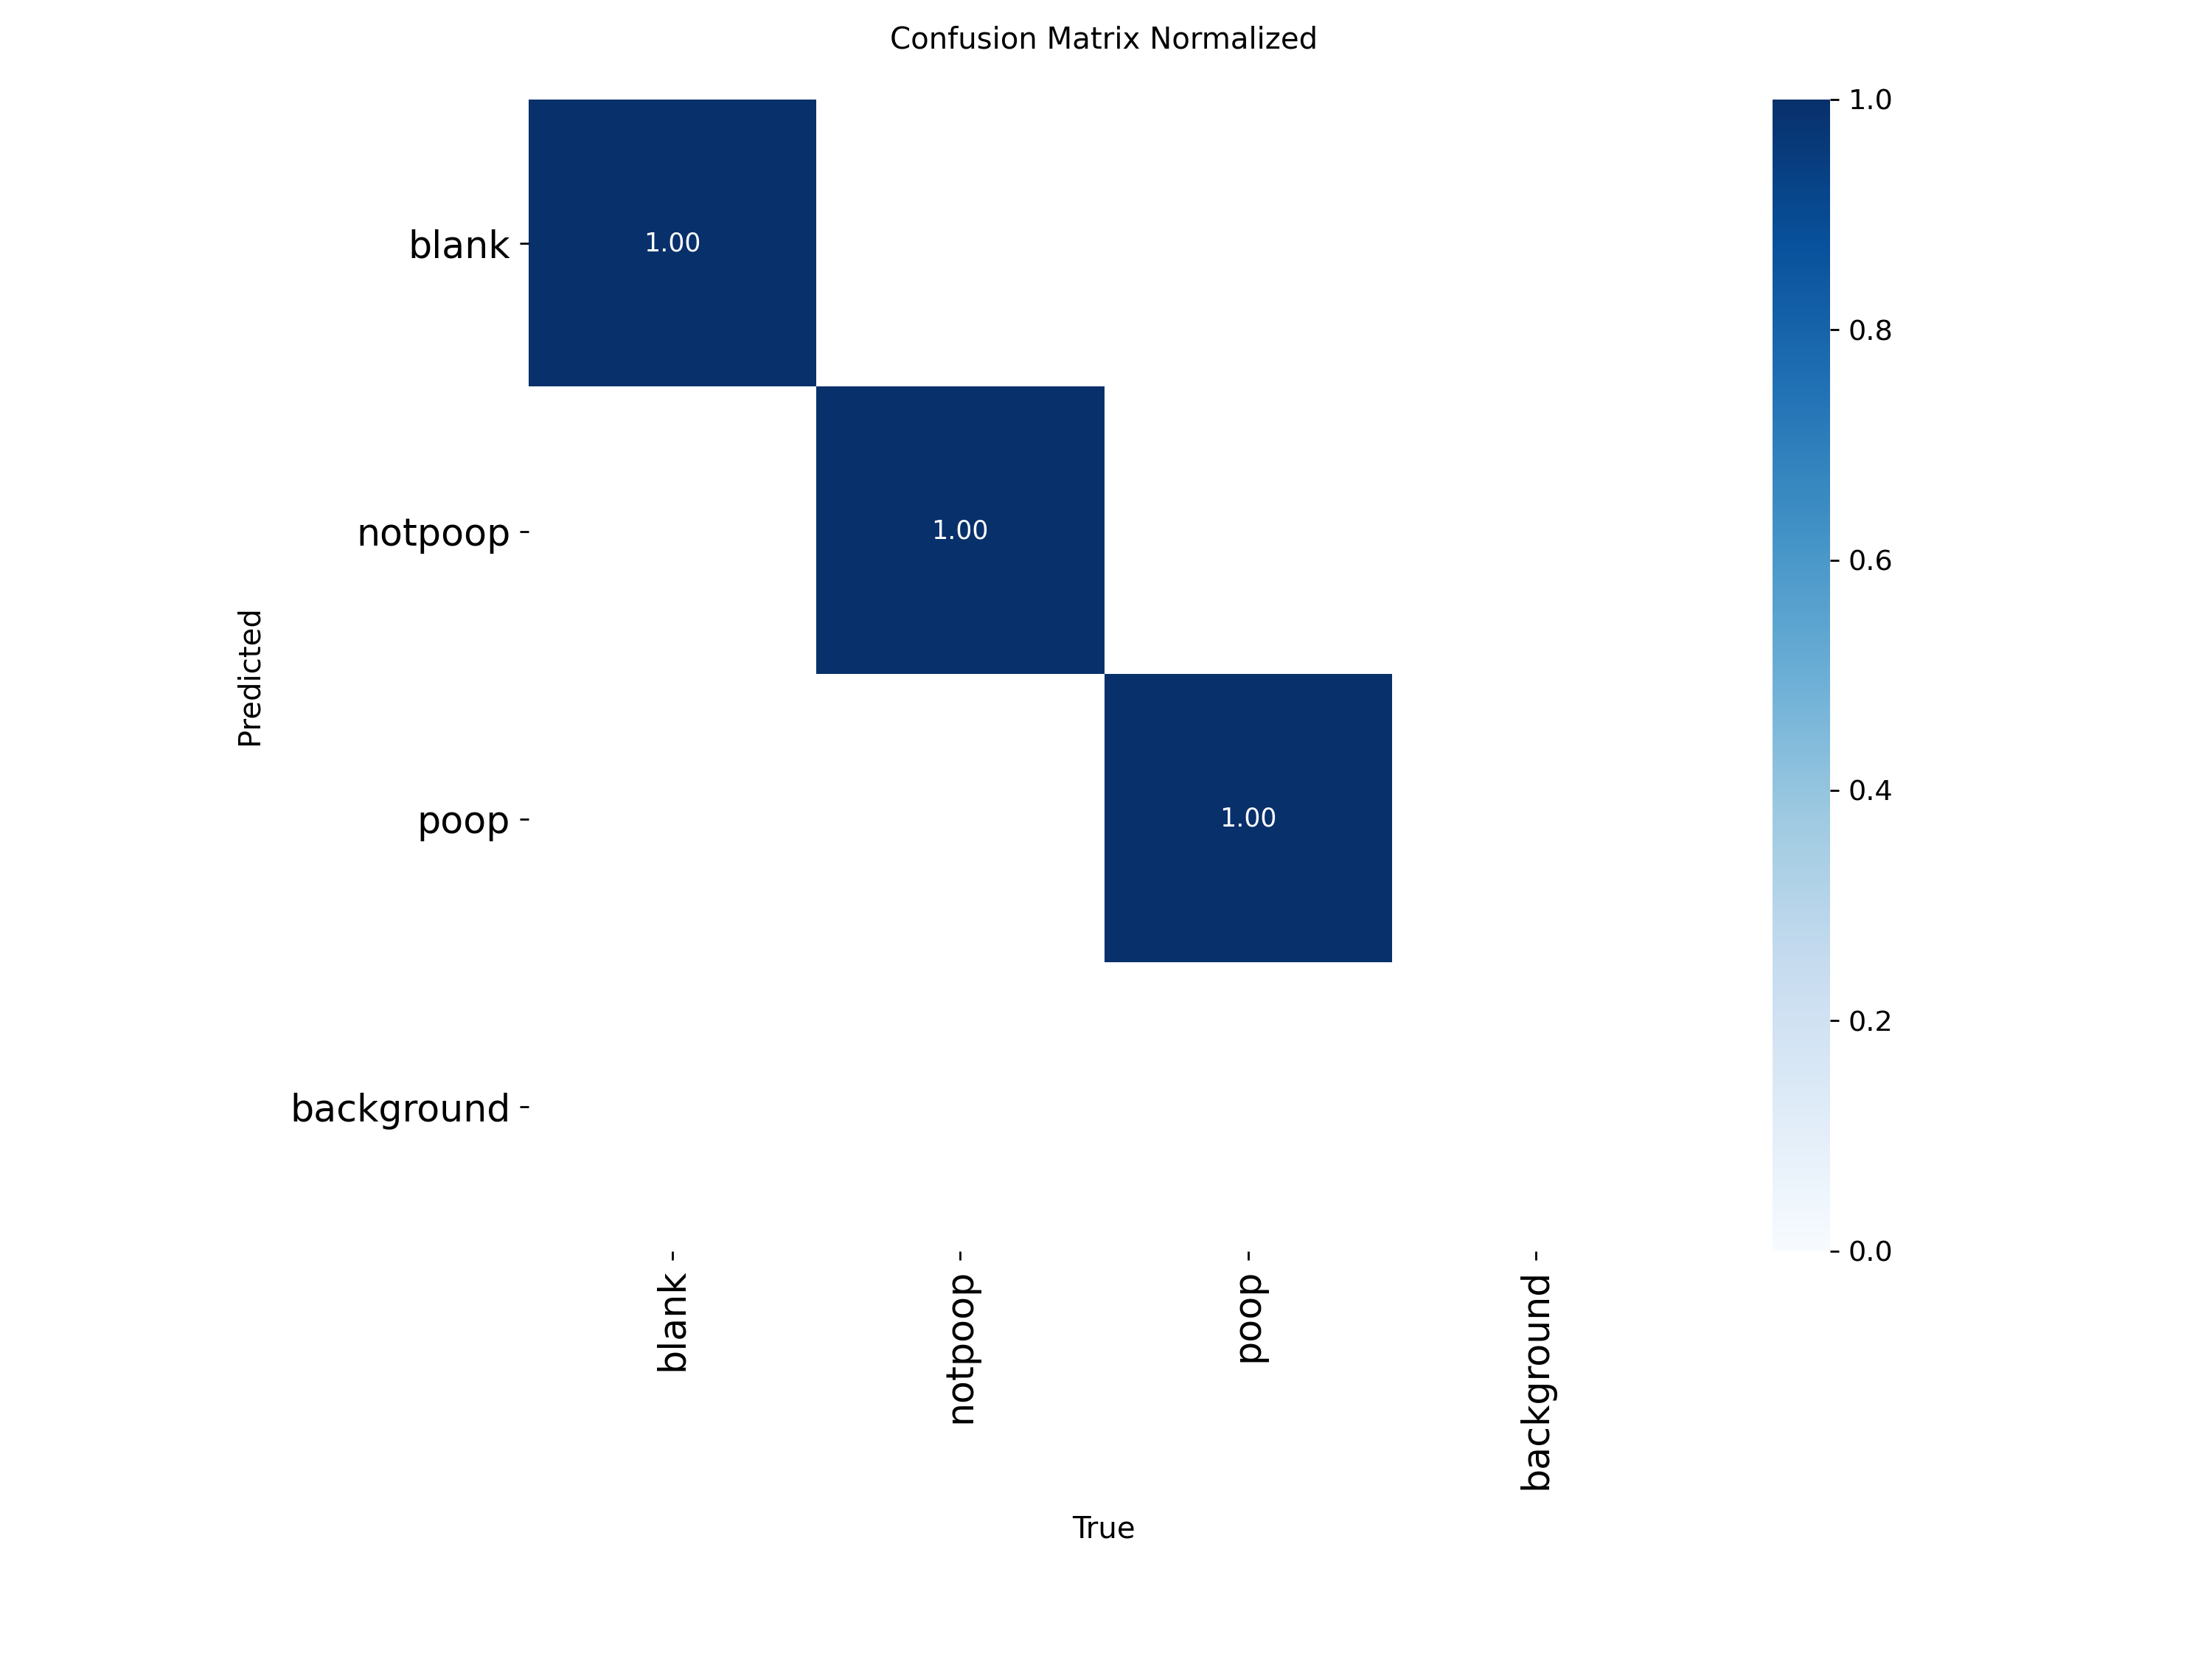 Confusion Matrix Normalized
1.0
blank
1.00
0.8
notpoop
1.00
0.6
Predicted
poop
1.00
0.4
0.2
background
0.0
blank
notpoop
poop
background
True